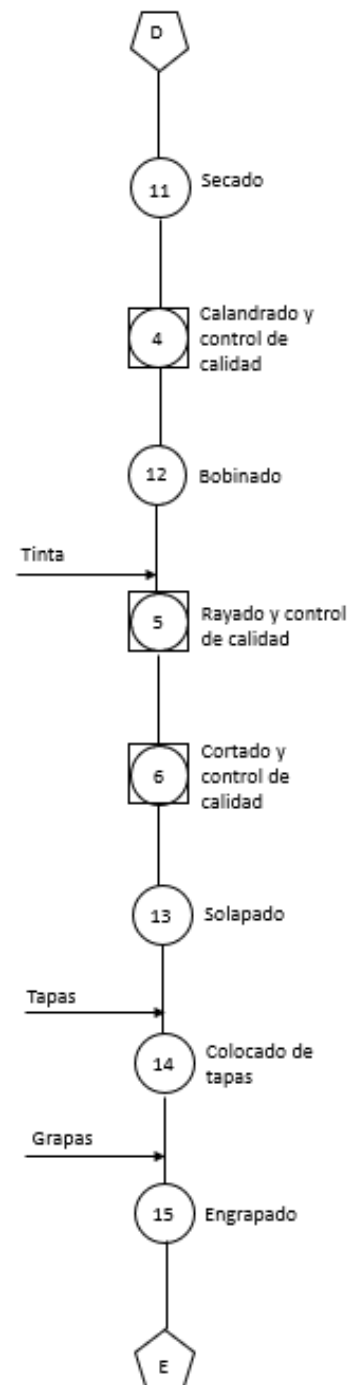 D
11
Secado
4
Calandrado y
control de
calidad
12
Bobinado
Tinta
5
Rayado y control
de calidad
6
Cortado y
control de
calidad
13
Solapado
Tapas
14
Colocado de
tapas
Grapas
15
Engrapado
E